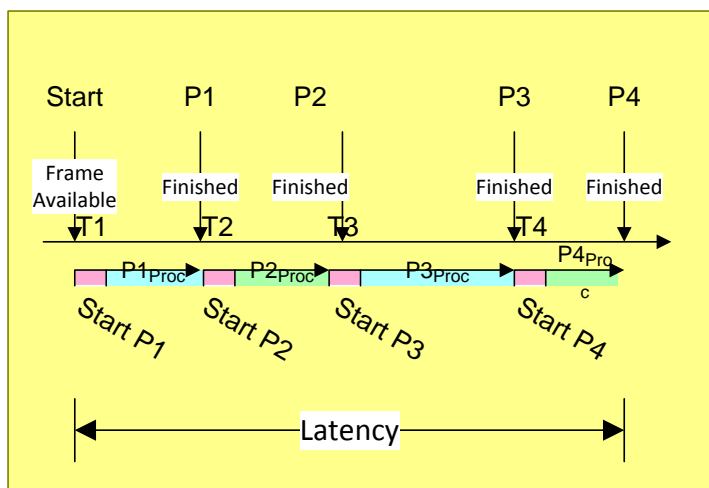 Start P1 P2 P3 P4
Frame
Available
Finished Finished Finished Finished
T1 T2 T3 T4
P1Proc P2Proc P3Proc P4Pro
c
Start P1 Start P2 Start P3 Start P4
Latency